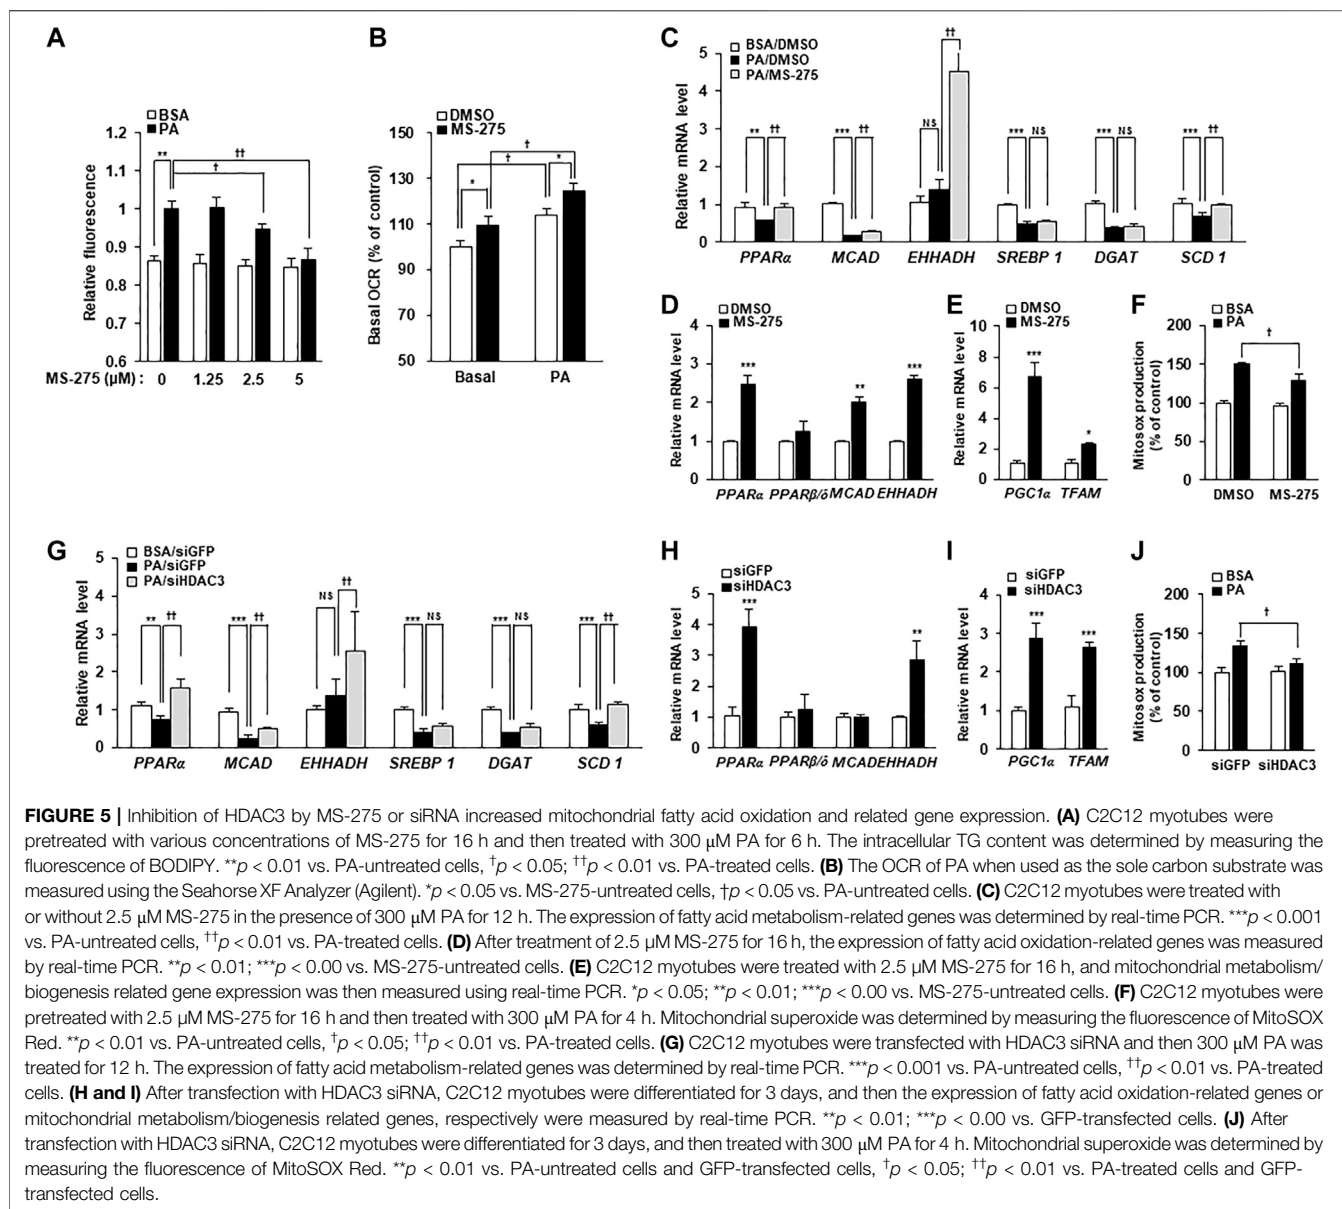 A
BSA
PA
Relative fluorescence
1.2
1.1
1
0.9
0.8
0.7
0.6
**
†
††
MS-275 (µM) : 0 1.25 2.5 5
B
DMSO
MS-275
Basal OCR (% of control)
150
130
110
90
70
50
*
†
†
*
Basal PA
C
BSA/DMSO
PA/DMSO
PA/MS-275
Relative mRNA level
5
4
3
2
1
0
** †† *** †† NS †† *** NS *** NS *** ††
PPARα MCAD EHHADH SREBP 1 DGAT SCD 1
D
DMSO
MS-275
Relative mRNA level
4
3
2
1
0
*** ** ***
PPARα PPARβ/δ MCAD EHHADH
E
DMSO
MS-275
Relative mRNA level
10
8
6
4
2
0
*** *
PGC1α TFAM
F
BSA
PA
Mitosox production
(% of control)
200
150
100
50
0
†
DMSO MS-275
G
BSA/siGFP
PA/siGFP
PA/siHDAC3
Relative mRNA level
5
4
3
2
1
0
** †† *** †† NS †† *** NS *** NS *** ††
PPARα MCAD EHHADH SREBP 1 DGAT SCD 1
H
siGFP
siHDAC3
Relative mRNA level
5
4
3
2
1
0
*** **
PPARα PPARβ/δ MCAD EHHADH
I
siGFP
siHDAC3
Relative mRNA level
4
3
2
1
0
*** ***
PGC1α TFAM
J
BSA
PA
Mitosox production
(% of control)
200
150
100
50
0
†
siGFP siHDAC3
FIGURE 5 | Inhibition of HDAC3 by MS-275 or siRNA increased mitochondrial fatty acid oxidation and related gene expression. (A) C2C12 myotubes were
pretreated with various concentrations of MS-275 for 16 h and then treated with 300 µM PA for 6 h. The intracellular TG content was determined by measuring the
fluorescence of BODIPY. **p < 0.01 vs. PA-untreated cells, †p < 0.05; ††p < 0.01 vs. PA-treated cells. (B) The OCR of PA when used as the sole carbon substrate was
measured using the Seahorse XF Analyzer (Agilent). *p < 0.05 vs. MS-275-untreated cells, †p < 0.05 vs. PA-untreated cells. (C) C2C12 myotubes were treated with
or without 2.5 µM MS-275 in the presence of 300 µM PA for 12 h. The expression of fatty acid metabolism-related genes was determined by real-time PCR. ***p < 0.001
vs. PA-untreated cells, ††p < 0.01 vs. PA-treated cells. (D) After treatment of 2.5 µM MS-275 for 16 h, the expression of fatty acid oxidation-related genes was measured
by real-time PCR. **p < 0.01; ***p < 0.00 vs. MS-275-untreated cells. (E) C2C12 myotubes were treated with 2.5 µM MS-275 for 16 h, and mitochondrial metabolism/
biogenesis related gene expression was then measured using real-time PCR. *p < 0.05; **p < 0.01; ***p < 0.00 vs. MS-275-untreated cells. (F) C2C12 myotubes were
pretreated with 2.5 µM MS-275 for 16 h and then treated with 300 µM PA for 4 h. Mitochondrial superoxide was determined by measuring the fluorescence of MitoSOX
Red. **p < 0.01 vs. PA-untreated cells, †p < 0.05; ††p < 0.01 vs. PA-treated cells. (G) C2C12 myotubes were transfected with HDAC3 siRNA and then 300 µM PA was
treated for 12 h. The expression of fatty acid metabolism-related genes was determined by real-time PCR. ***p < 0.001 vs. PA-untreated cells, ††p < 0.01 vs. PA-treated
cells. (H and I) After transfection with HDAC3 siRNA, C2C12 myotubes were differentiated for 3 days, and then the expression of fatty acid oxidation-related genes or
mitochondrial metabolism/biogenesis related genes, respectively were measured by real-time PCR. **p < 0.01; ***p < 0.00 vs. GFP-transfected cells. (J) After
transfection with HDAC3 siRNA, C2C12 myotubes were differentiated for 3 days, and then treated with 300 µM PA for 4 h. Mitochondrial superoxide was determined by
measuring the fluorescence of MitoSOX Red. **p < 0.01 vs. PA-untreated cells and GFP-transfected cells, †p < 0.05; ††p < 0.01 vs. PA-treated cells and GFP-
transfected cells.